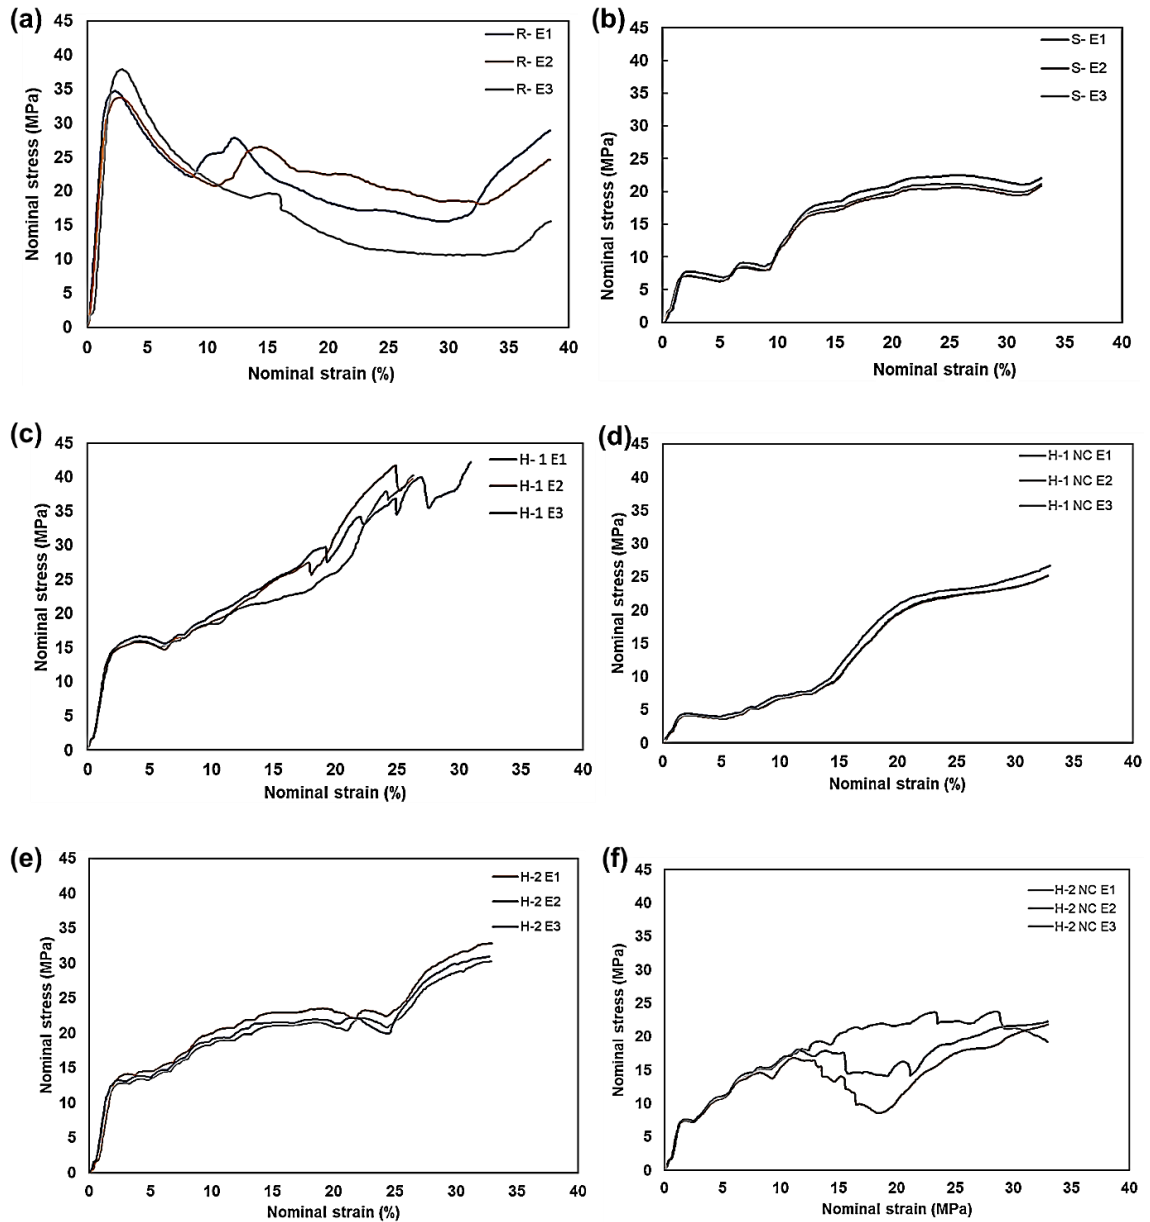 (a)
45
40
35
30
25
20
15
10
5
0
Nominal stress (MPa)
R- E1
R- E2
R- E3
0 5 10 15 20 25 30 35 40
Nominal strain (%)
(b)
45
40
35
30
25
20
15
10
5
0
Nominal stress (MPa)
S- E1
S- E2
S- E3
0 5 10 15 20 25 30 35 40
Nominal strain (%)
(c)
45
40
35
30
25
20
15
10
5
0
Nominal stress (MPa)
H- 1 E1
H-1 E2
H-1 E3
0 5 10 15 20 25 30 35 40
Nominal strain (%)
(d)
45
40
35
30
25
20
15
10
5
0
Nominal stress (MPa)
H-1 NC E1
H-1 NC E2
H-1 NC E3
0 5 10 15 20 25 30 35 40
Nominal strain (%)
(e)
45
40
35
30
25
20
15
10
5
0
Nominal stress (MPa)
H-2 E1
H-2 E2
H-2 E3
0 5 10 15 20 25 30 35 40
Nominal strain (%)
(f)
45
40
35
30
25
20
15
10
5
0
Nominal stress (MPa)
H-2 NC E1
H-2 NC E2
H-2 NC E3
0 5 10 15 20 25 30 35 40
Nominal strain (MPa)